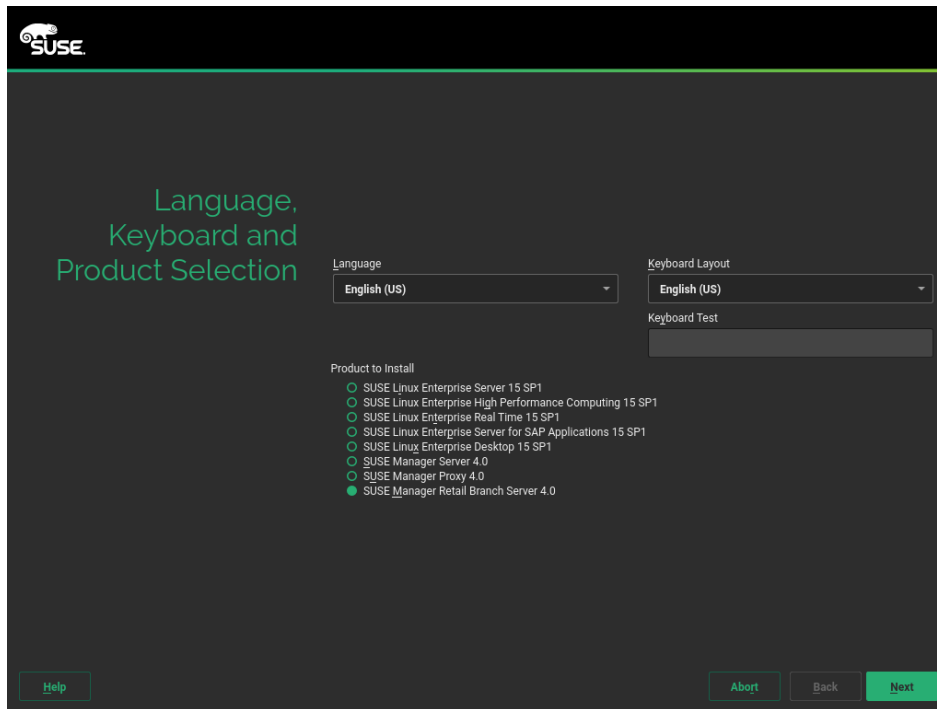 SUSE.
Language,
Keyboard and
Product Selection
Language
Keyboard Layout
English (US)
English (US)
Keyboard Test
Product to Install
SUSE Linux Enterprise Server 15 SP1
SUSE Linux Enterprise High Performance Computing 15 SP1
SUSE Linux Enterprise Real Time 15 SP1
SUSE Linux Enterprise Server for SAP Applications 15 SP1
SUSE Linux Enterprise Desktop 15 SP1
SUSE Manager Server 4.0
SUSE Manager Proxy 4.0
SUSE Manager Retail Branch Server 4.0
Help
Abort
Back
Next